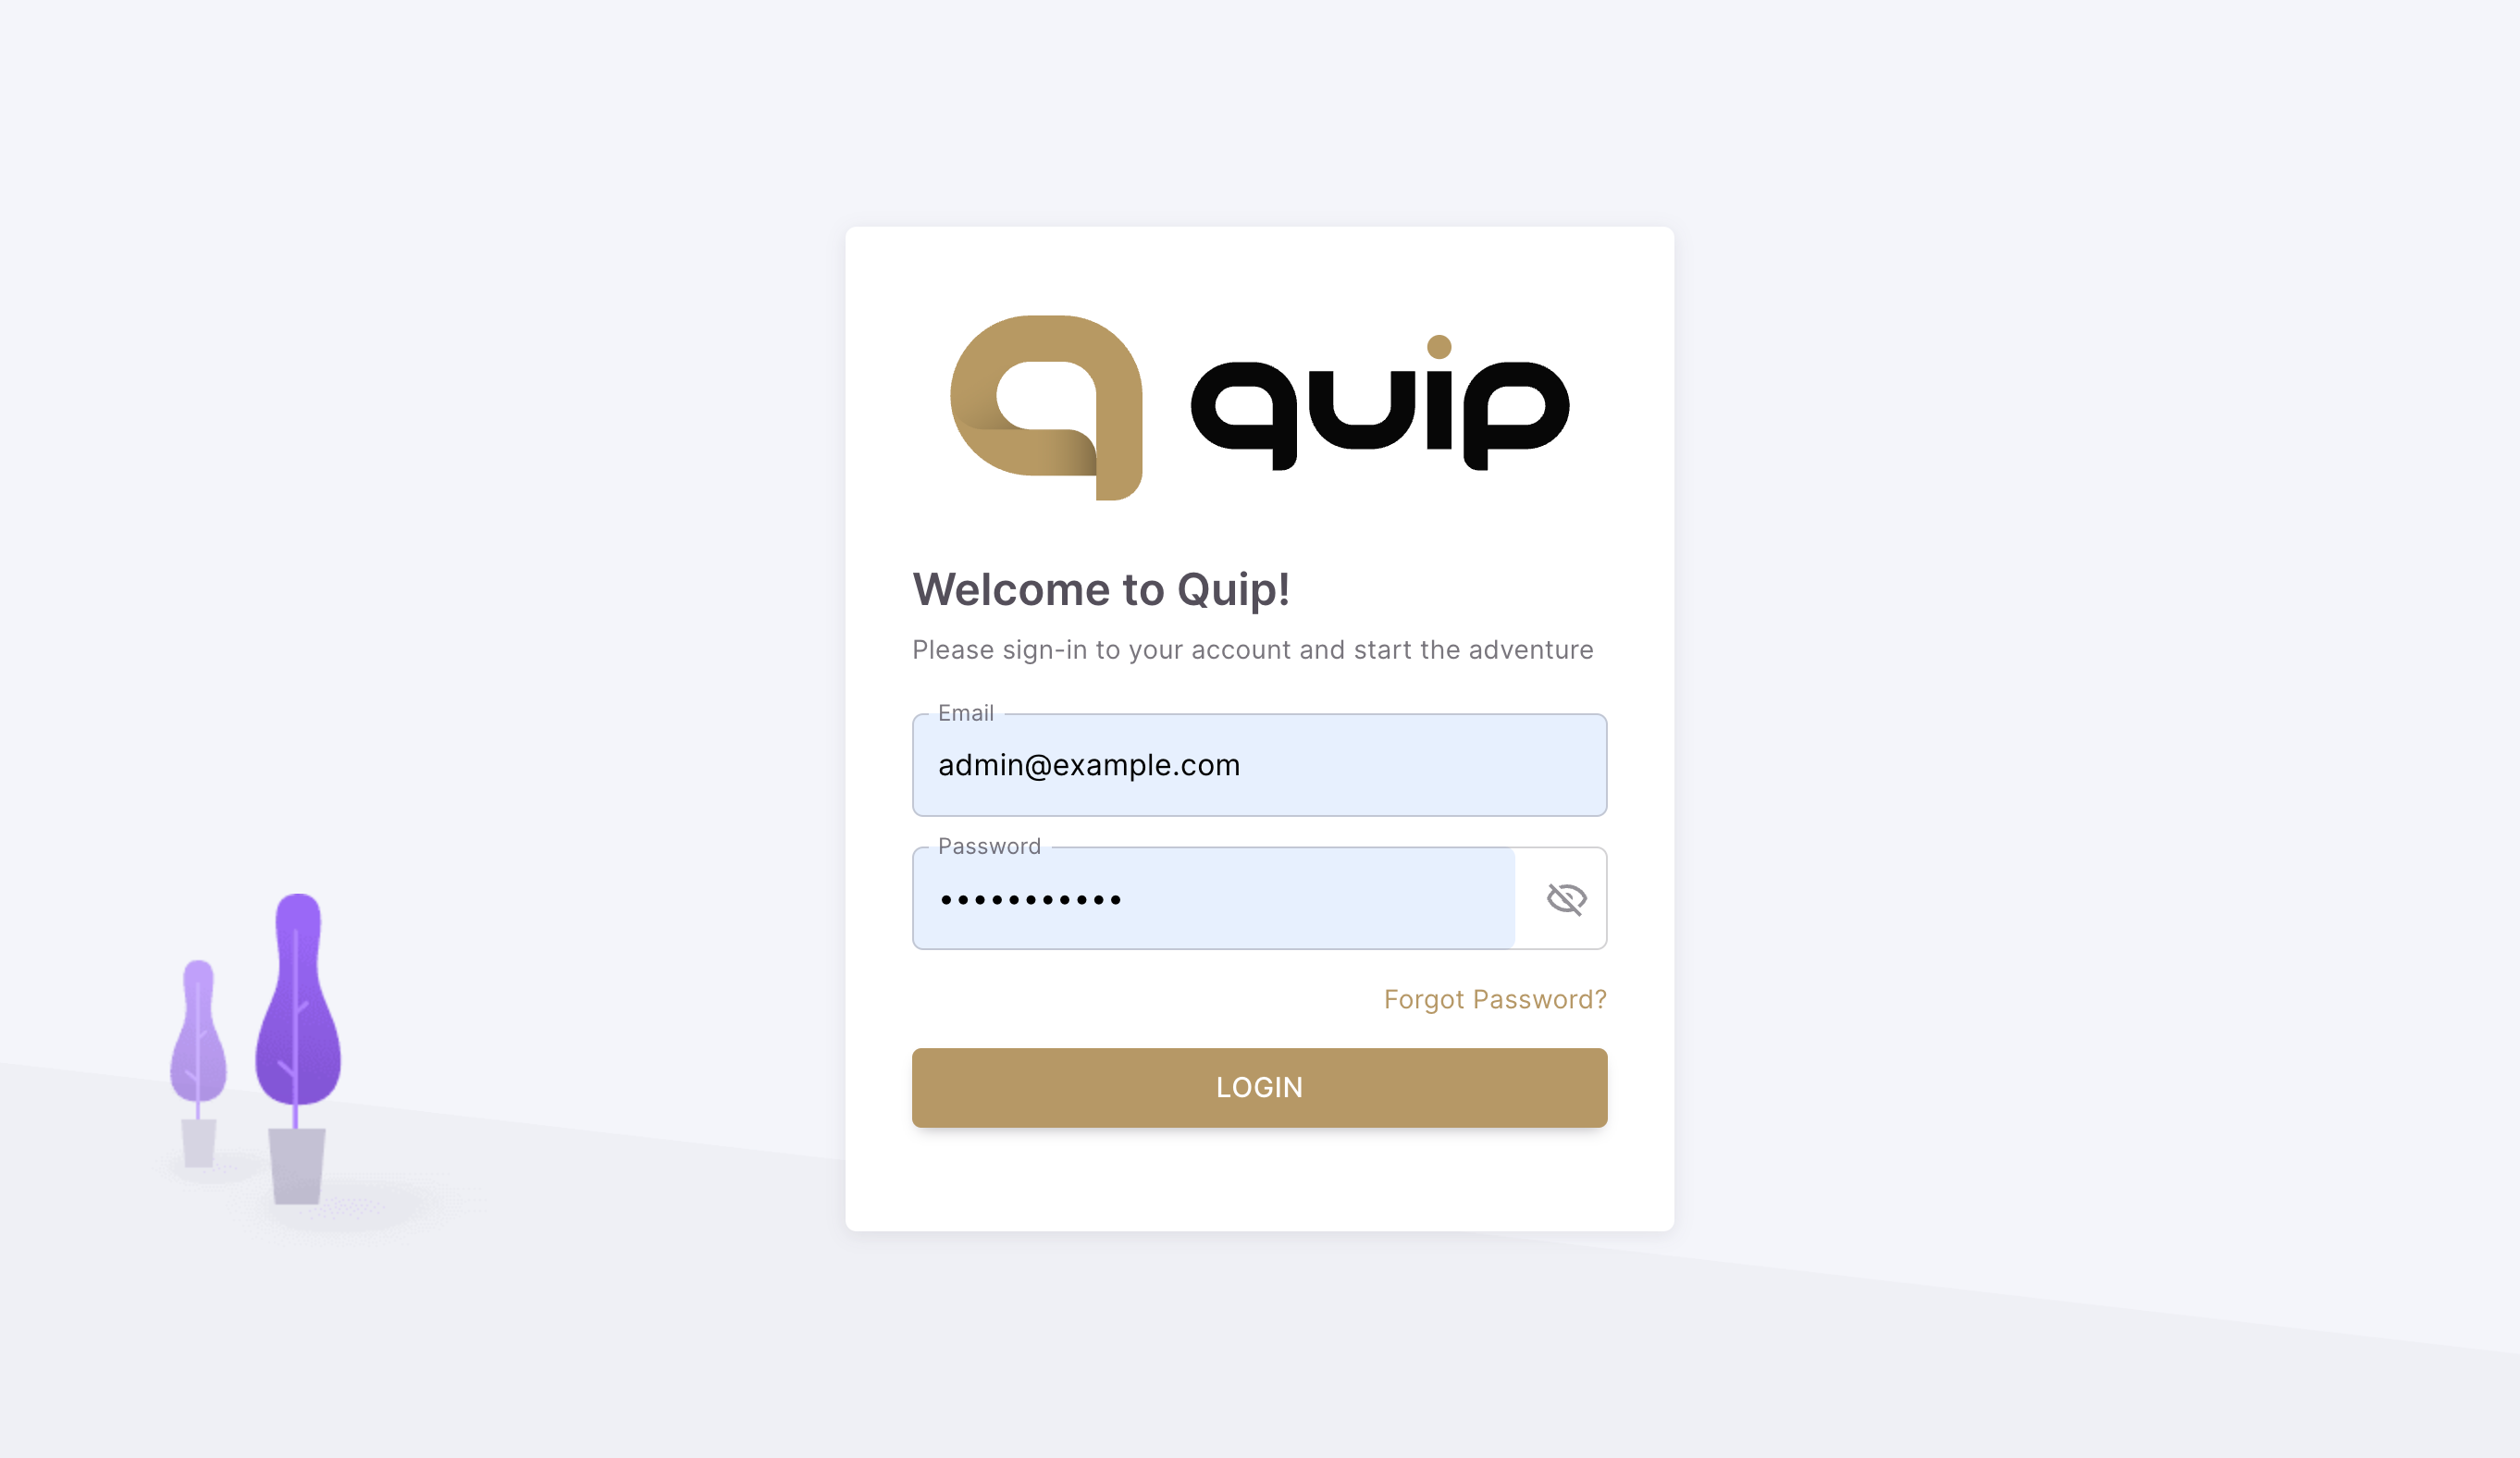 quip
Welcome to Quip!
Please sign-in to your account and start the adventure
Email
admin@example.com
Password
•••••••••••
Forgot Password?
LOGIN